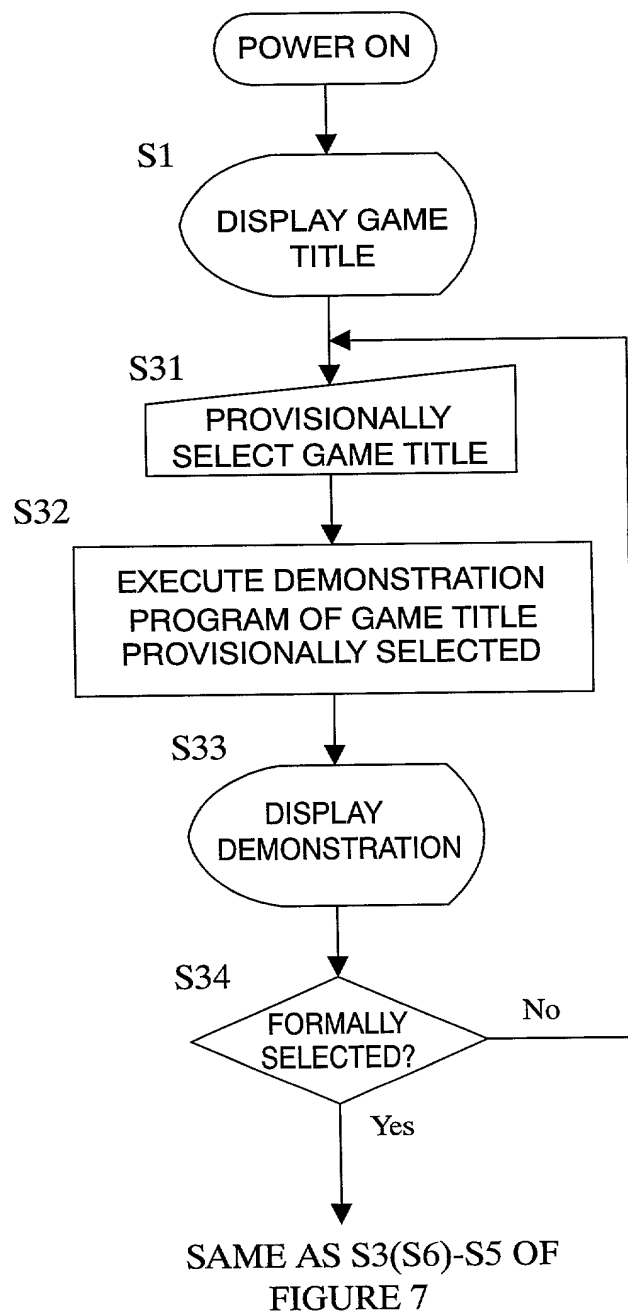 POWER ON
S1
DISPLAY GAME
TITLE
S31
PROVISIONALLY
SELECT GAME TITLE
S32
EXECUTE DEMONSTRATION
PROGRAM OF GAME TITLE
PROVISIONALLY SELECTED
S33
DISPLAY
DEMONSTRATION
S34
FORMALLY
SELECTED?
No
Yes
SAME AS S3(S6)-S5 OF
FIGURE 7